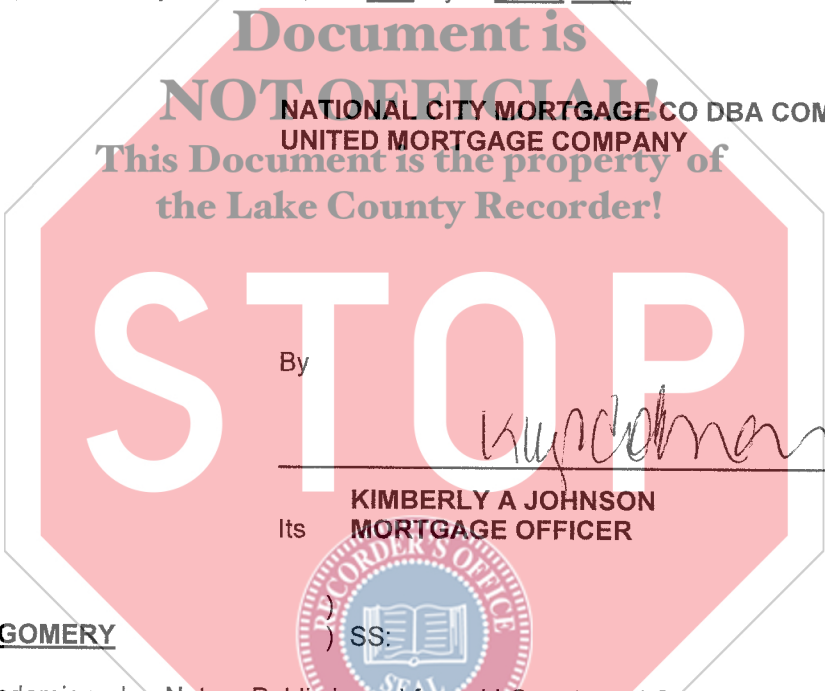 Document is
NOT OFFICIAL!
NATIONAL CITY MORTGAGE CO DBA COM
UNITED MORTGAGE COMPANY
This Document is the property of
the Lake County Recorder!
STOP
By
KIMBERLY A JOHNSON
Its MORTGAGE OFFICER
RECORDER'S OFFICE
)
GOMERY ) SS:
SEAL